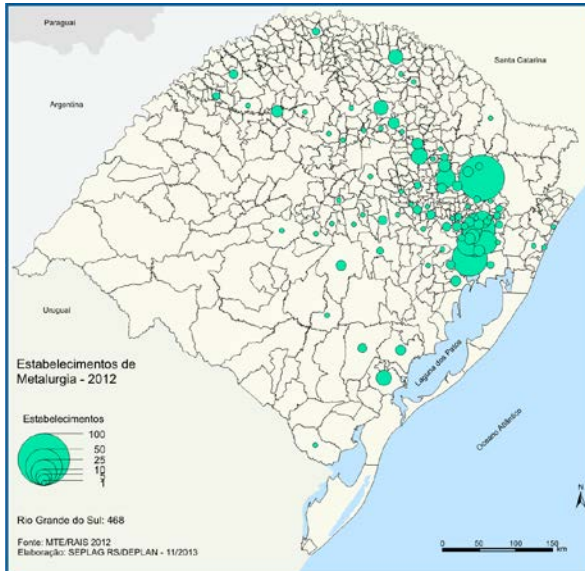 Paraguai
Santa Catarina
Argentina
Uruguai
Estabelecimentos de
Metalurgia - 2012
Laguna dos Patos
Oceano Atlântico
Estabelecimentos
100
50
25
10
5
1
N
Rio Grande do Sul: 468
Fonte: MTE/RAIS 2012
Elaboração: SEPLAG RS/DEPLAN - 11/2013
0 50 100 150
km